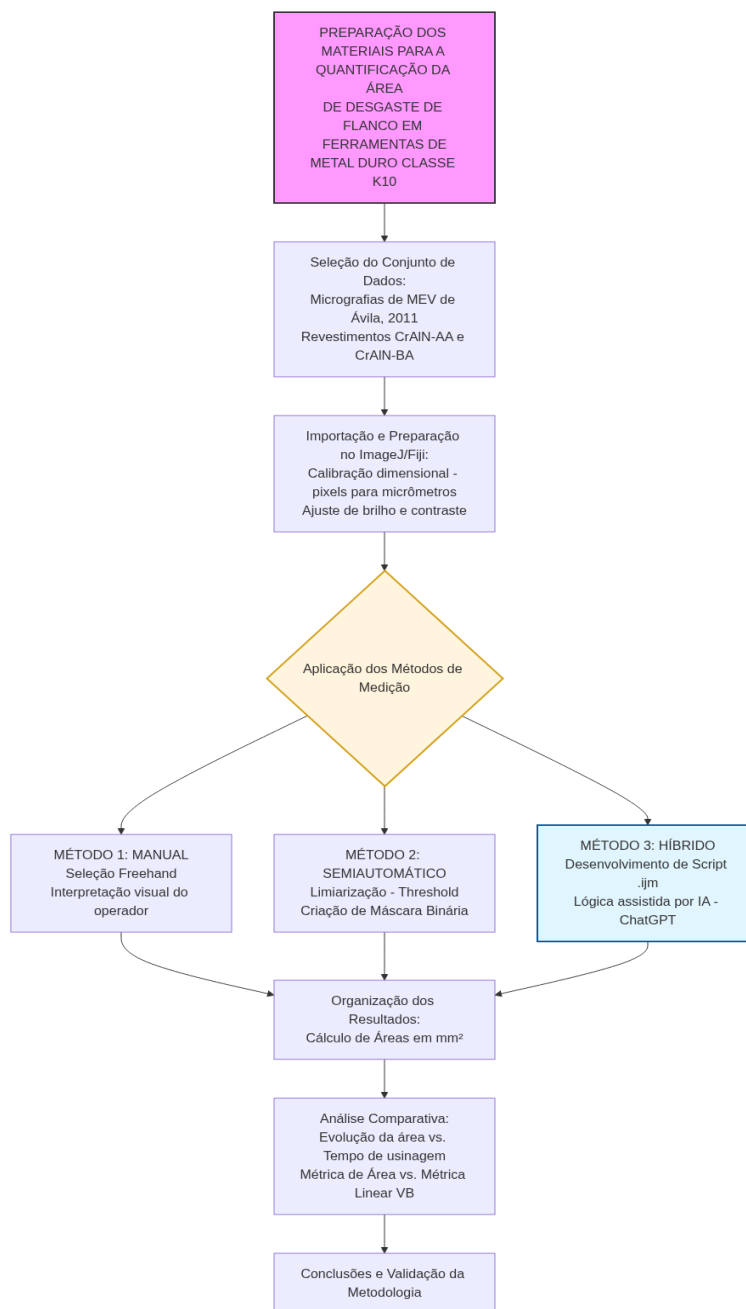 PREPARAÇÃO DOS
MATERIAIS PARA A
QUANTIFICAÇÃO DA
ÁREA
DE DESGASTE DE
FLANCO EM
FERRAMENTAS DE
METAL DURO CLASSE
K10
Seleção do Conjunto de
Dados:
Micrografias de MEV de
Ávila, 2011
Revestimentos CrAlN-AA e
CrAlN-BA
Importação e Preparação
no ImageJ/Fiji:
Calibração dimensional -
pixels para micrômetros
Ajuste de brilho e contraste
Aplicação dos Métodos de
Medição
MÉTODO 1: MANUAL
Seleção Freehand
Interpretação visual do
operador
MÉTODO 2:
SEMIAUTOMÁTICO
Limiarização - Threshold
Criação de Máscara Binária
MÉTODO 3: HÍBRIDO
Desenvolvimento de Script
.ijm
Lógica assistida por IA -
ChatGPT
Organização dos
Resultados:
Cálculo de Áreas em mm²
Análise Comparativa:
Evolução da área vs.
Tempo de usinagem
Métrica de Área vs. Métrica
Linear VB
Conclusões e Validação da
Metodologia